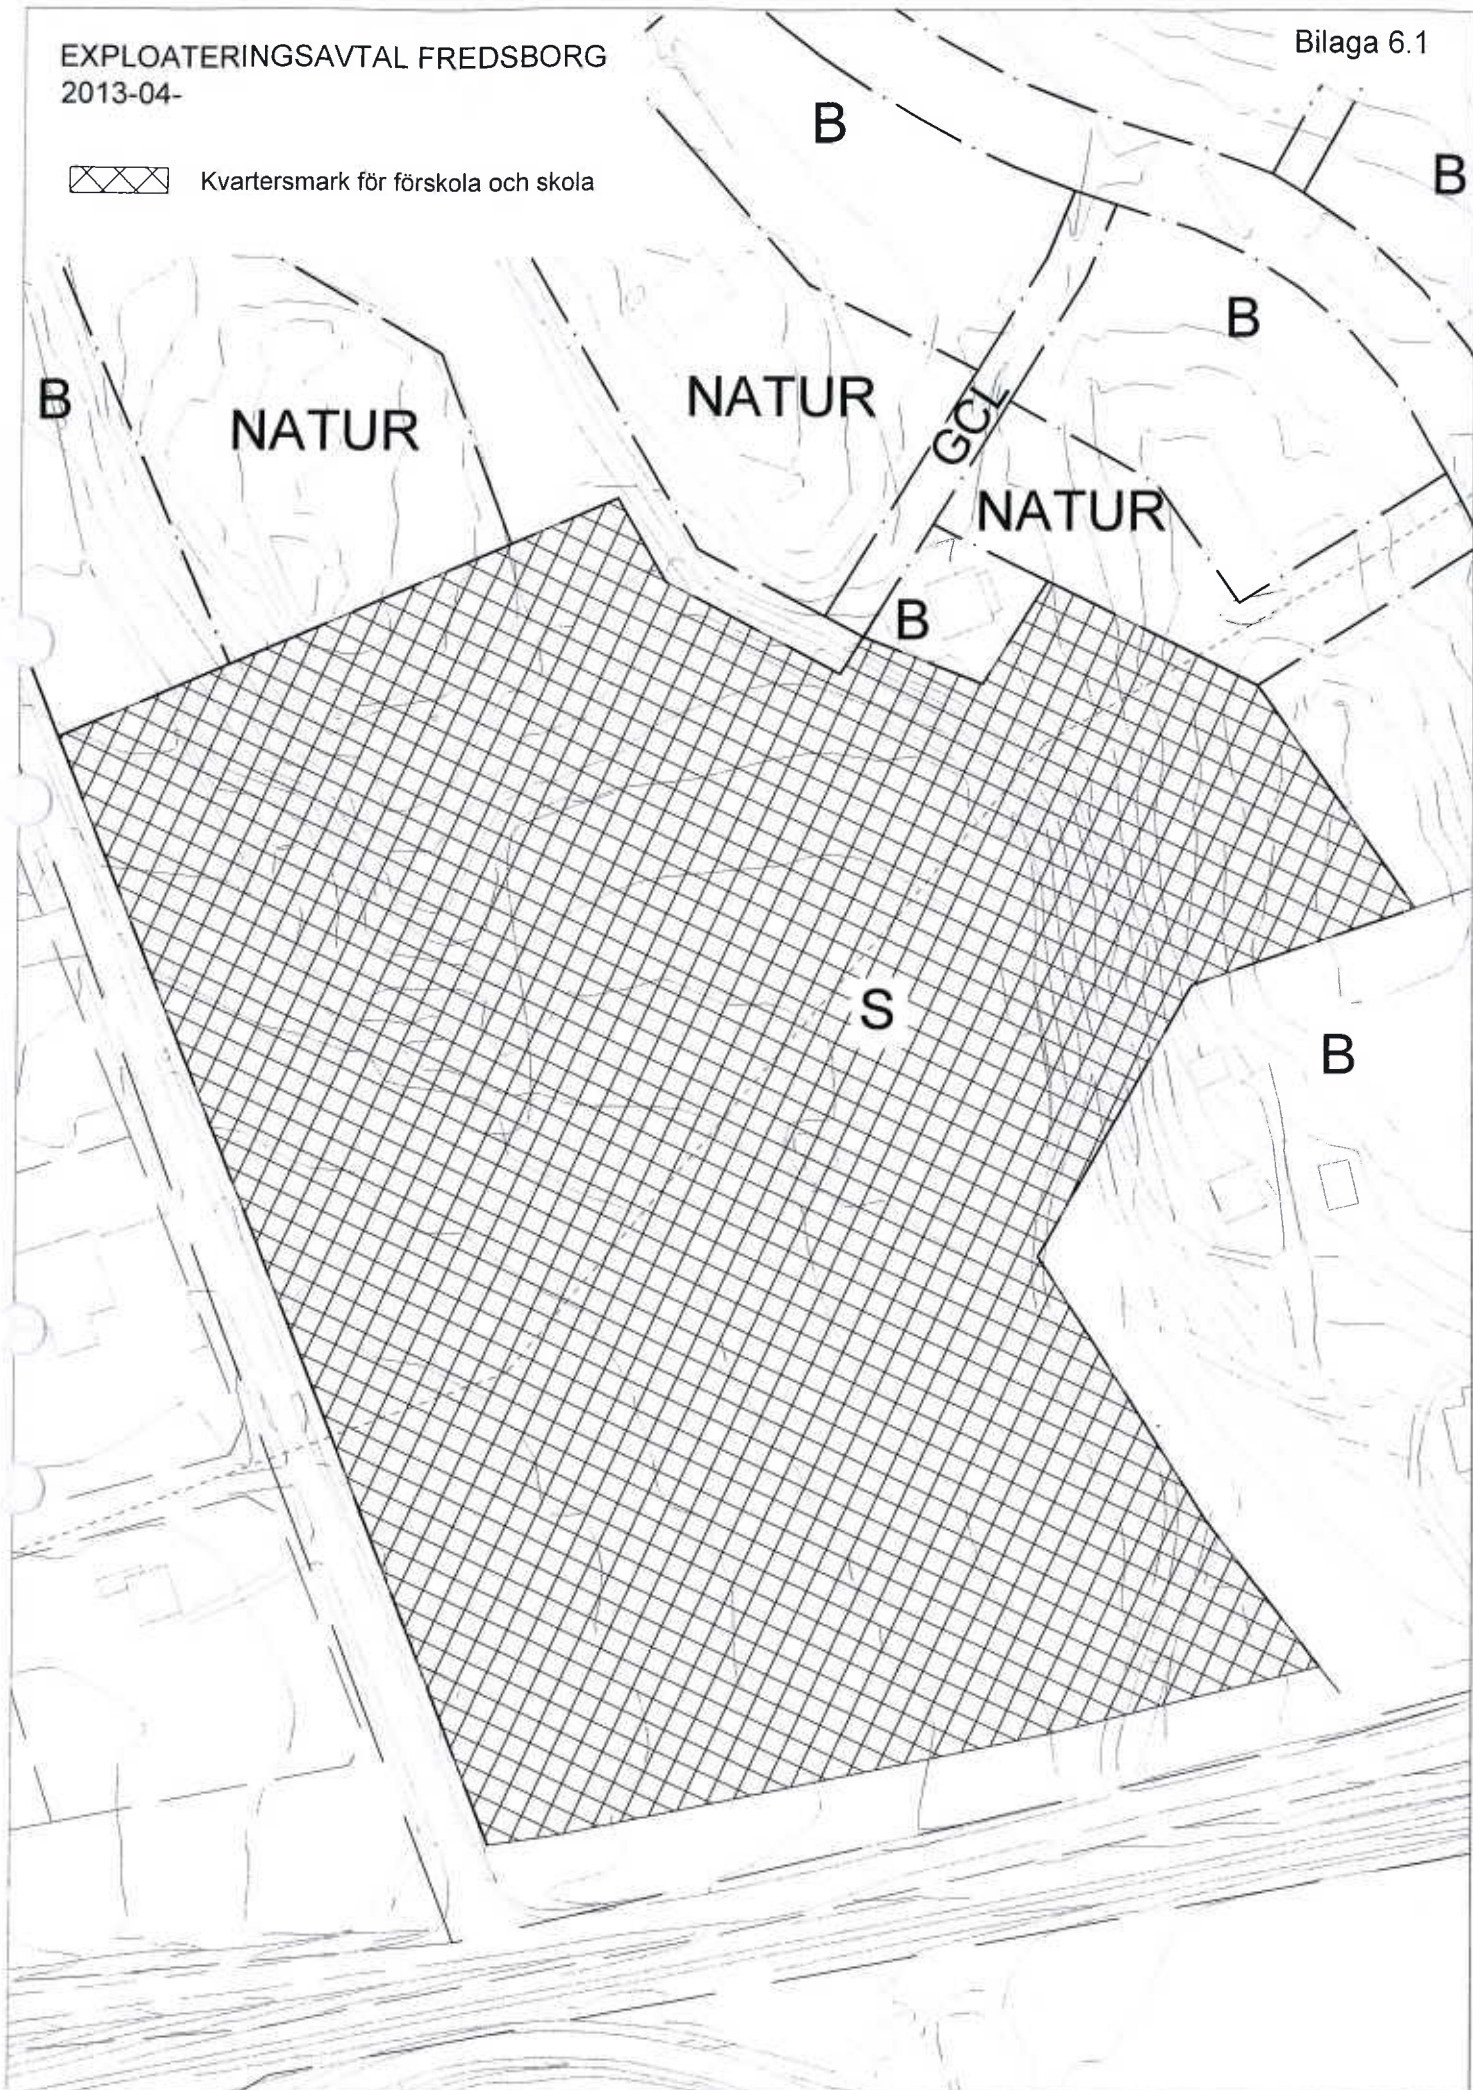 EXPLOATERINGSAVTAL FREDSBORG
2013-04-
Bilaga 6.1
Kvartersmark för förskola och skola
B
B
B
B
NATUR
NATUR
GCL
NATUR
B
S
B